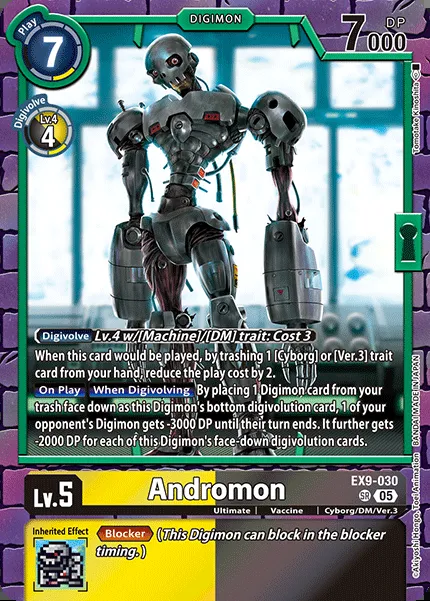 DIGIMON
Play
7
DP
7000
Digivolve
Lv.4
4
Tomotake Kinoshita
Digivolve Lv.4 w/[Machine]/[DM] trait: Cost 3
When this card would be played, by trashing 1 [Cyborg] or [Ver.3] trait
card from your hand, reduce the play cost by 2.
On Play When Digivolving By placing 1 Digimon card from your
trash face down as this Digimon's bottom digivolution card, 1 of your
opponent's Digimon gets -3000 DP until their turn ends. It further gets
-2000 DP for each of this Digimon's face-down digivolution cards.
©Akiyoshi Hongo, Toei Animation BANDAI MADE IN JAPAN
Lv.5
Andromon
EX9-030
SR 05
Ultimate | Vaccine | Cyborg/DM/Ver.3
Inherited Effect
Blocker (This Digimon can block in the blocker
timing.)